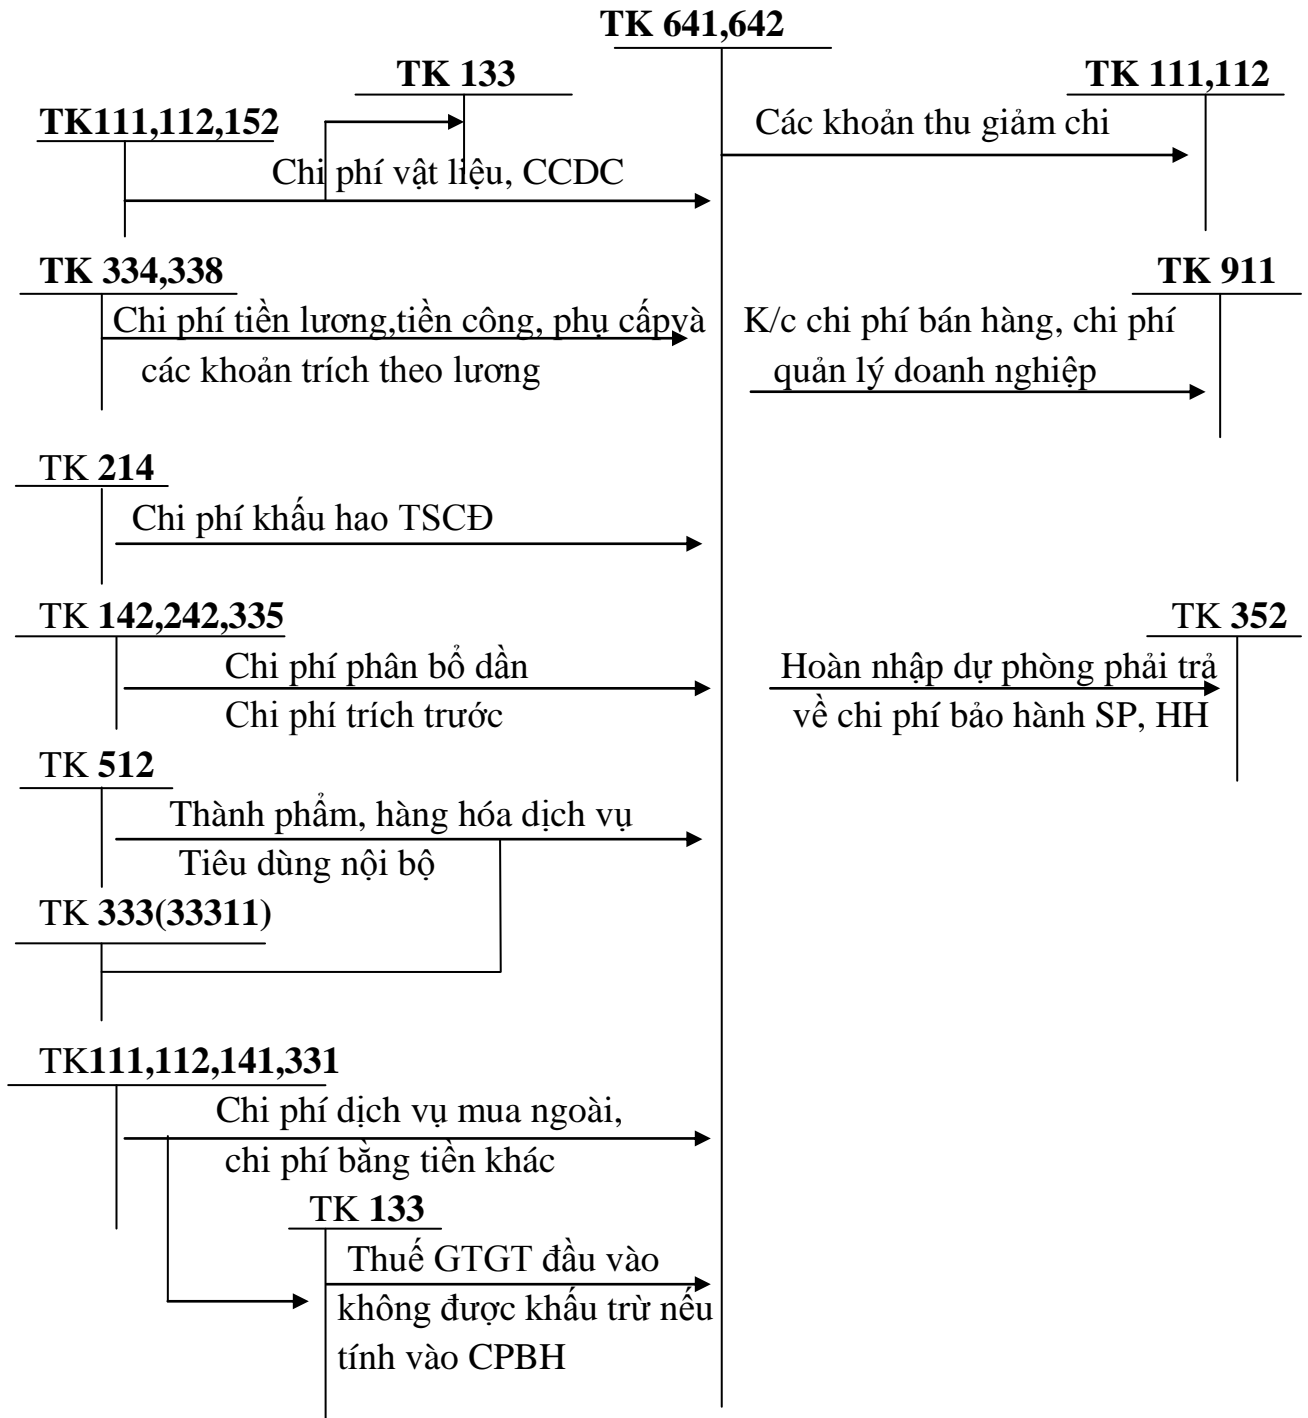 TK 641,642
TK 133
TK 111,112
TK111,112,152
Các khoản thu giảm chi
Chi phí vật liệu, CCDC
TK 334,338
TK 911
Chi phí tiền lương,tiền công, phụ cấpvà
các khoản trích theo lương
K/c chi phí bán hàng, chi phí
quản lý doanh nghiệp
TK 214
Chi phí khấu hao TSCĐ
TK 142,242,335
TK 352
Chi phí phân bổ dần
Chi phí trích trước
Hoàn nhập dự phòng phải trả
về chi phí bảo hành SP, HH
TK 512
Thành phẩm, hàng hóa dịch vụ
Tiêu dùng nội bộ
TK 333(33311)
TK111,112,141,331
Chi phí dịch vụ mua ngoài,
chi phí bằng tiền khác
TK 133
Thuế GTGT đầu vào
không được khấu trừ nếu
tính vào CPBH